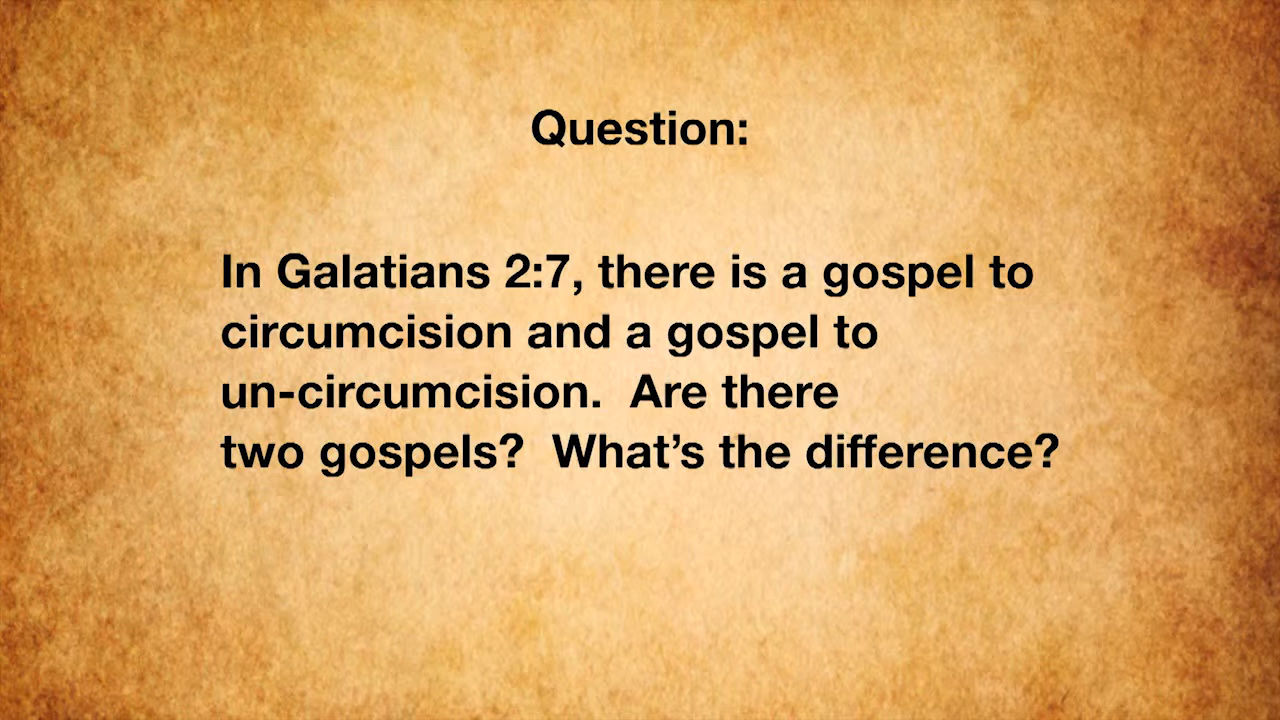 Question:
In Galatians 2:7, there is a gospel to
circumcision and a gospel to
un-circumcision.  Are there
two gospels?  What’s the difference?